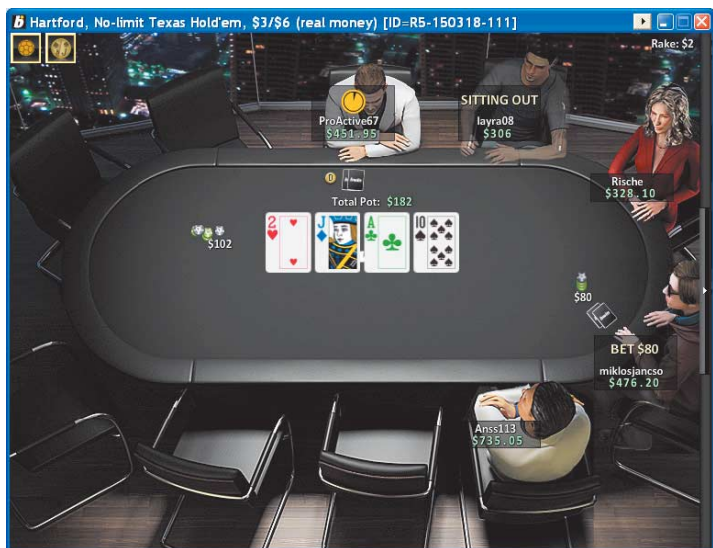 Hartford, No-limit Texas Hold'em, $3/$6 (real money) [ID=R5-150318-111]
Rake: $2
SITTING OUT
ProActive67
$451.95
layra08
$306
Rische
$328.10
D
Total Pot: $182
2
J
A
10
$102
$80
BET $80
miklosjancso
$476.20
Anss113
$735.05